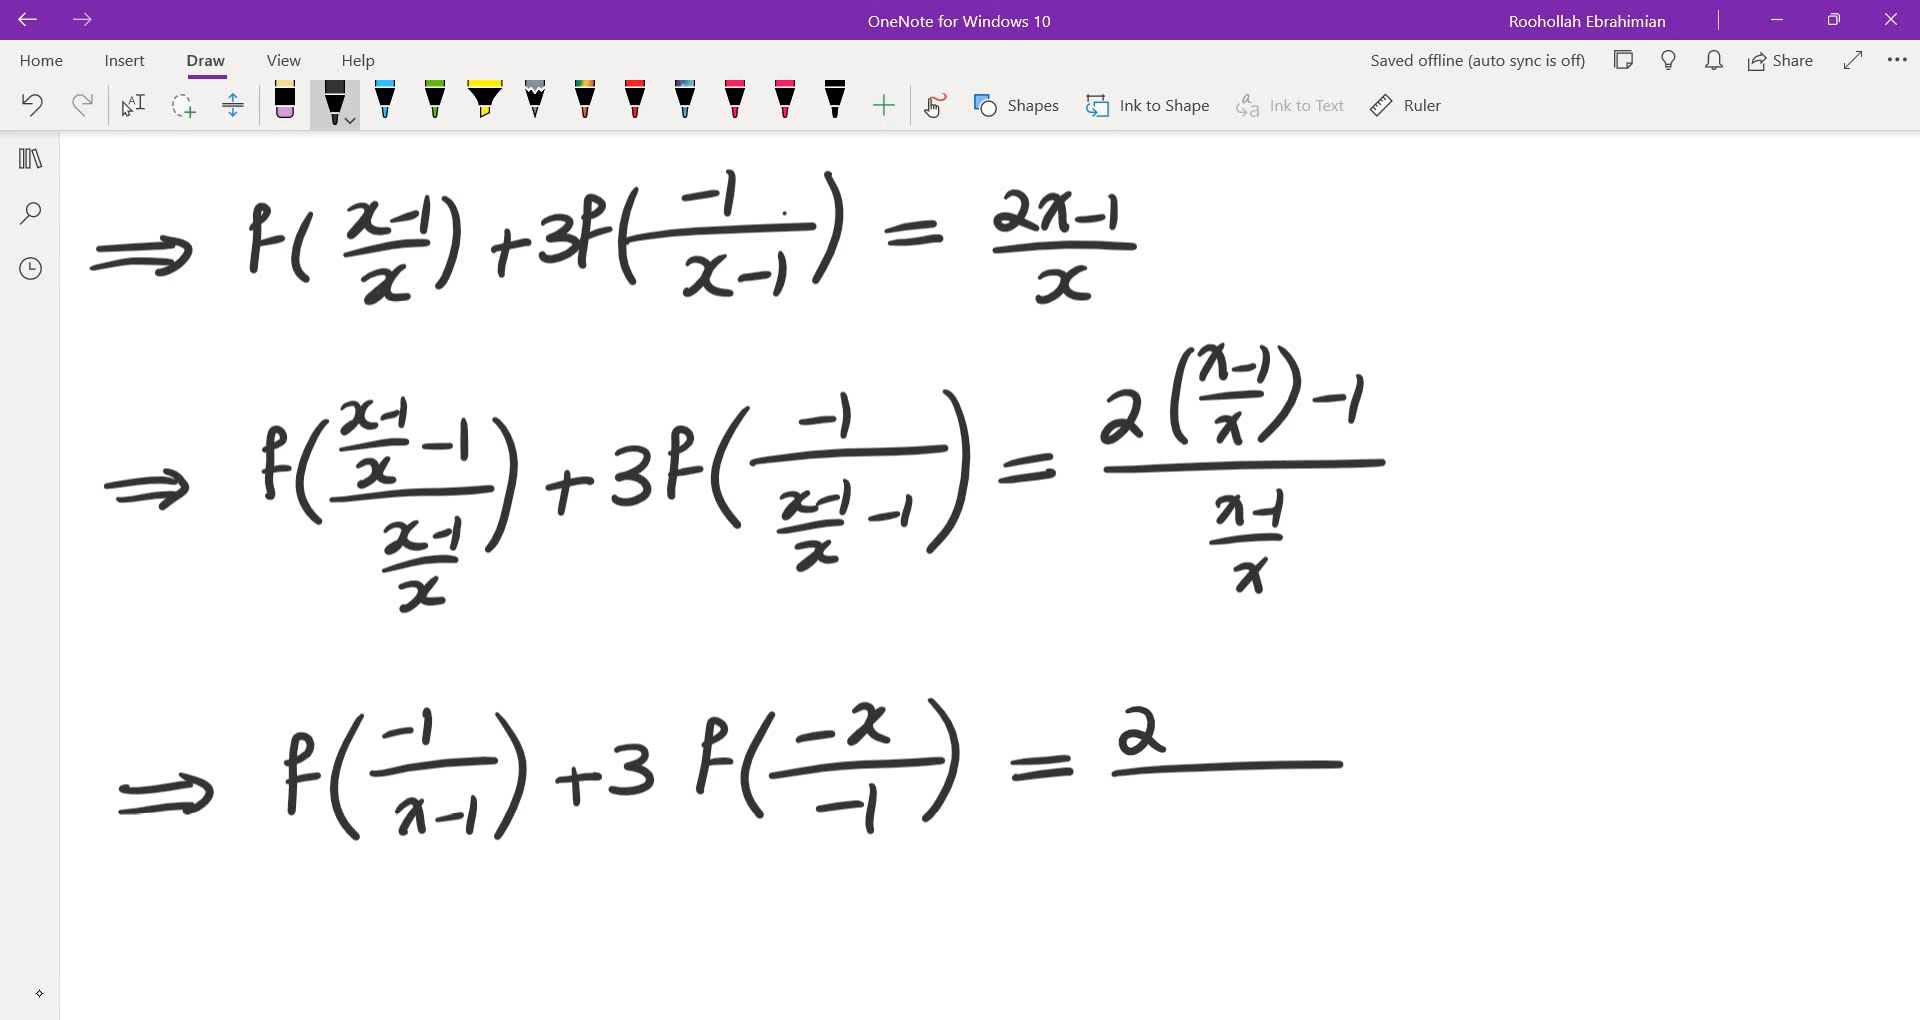 OneNote for Windows 10
Roohollah Ebrahimian
Home Insert Draw View Help
Saved offline (auto sync is off) Share
Shapes Ink to Shape Ink to Text Ruler
⇒ f((x-1)/x) + 3f(-1/(x-1)) = (2x-1)/x
⇒ f(((x-1)/x - 1)/((x-1)/x)) + 3f(-1/((x-1)/x - 1)) = (2((x-1)/x) - 1)/((x-1)/x)
⇒ f(-1/(x-1)) + 3 f(-x/-1) = 2/